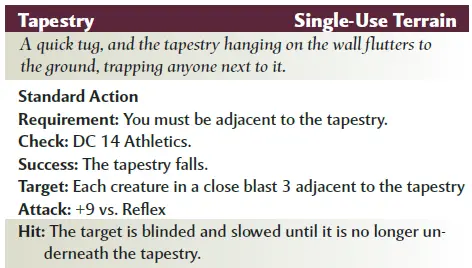 Tapestry Single-Use Terrain
A quick tug, and the tapestry hanging on the wall flutters to
the ground, trapping anyone next to it.
Standard Action
Requirement: You must be adjacent to the tapestry.
Check: DC 14 Athletics.
Success: The tapestry falls.
Target: Each creature in a close blast 3 adjacent to the tapestry
Attack: +9 vs. Reflex
Hit: The target is blinded and slowed until it is no longer un-
derneath the tapestry.